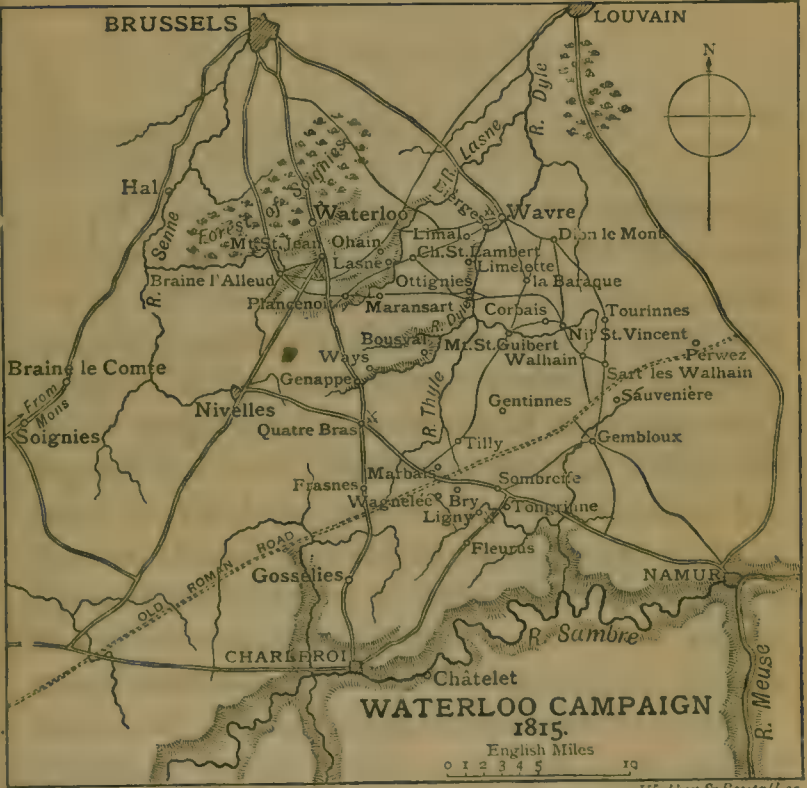 BRUSSELS
LOUVAIN
N
R. Dyle
R. Lasne
Hal
R. Senne
Forest of Soignies
Waterloo
Wavre
Limal
Dion le Mont
Mt. St. Jean
Ohain
Ch. St. Lambert
Lasne
Limelotte
Braine l'Alleud
Ottignies
la Baraque
Plancenoit
Maransart
Corbais
Tourinnes
R. Dyle
Bousval
Nil St. Vincent
Mt. St. Guibert
Perwez
Ways
Walhain
Braine le Comte
Genappe
Sart les Walhain
From Mons
Nivelles
R. Thyle
Gentinnes
Sauvenière
Soignies
Quatre Bras
Tilly
Gembloux
Marbais
Sombreffe
Frasnes
Wagnelée
Bry
Tongrinne
Ligny
OLD ROMAN ROAD
Fleurus
Gosselies
NAMUR
R. Sambre
CHARLEROI
Châtelet
R. Meuse
WATERLOO CAMPAIGN
1815.
English Miles
0 1 2 3 4 5 10